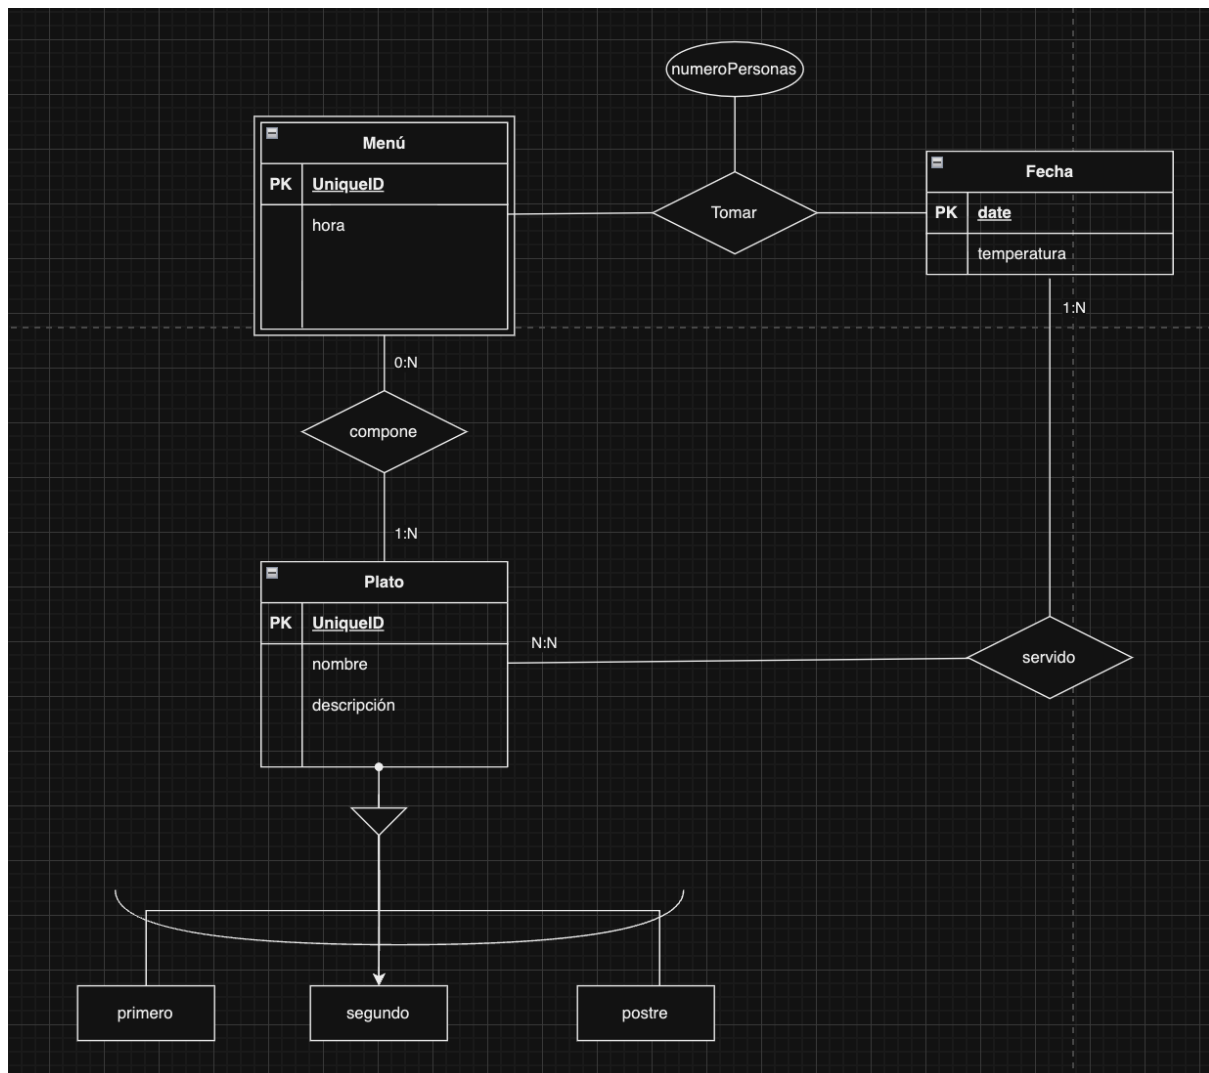 numeroPersonas
Menú
PK UniqueID
hora
Tomar
Fecha
PK date
temperatura
1:N
0:N
compone
1:N
Plato
PK UniqueID
nombre
descripción
N:N
servido
primero
segundo
postre